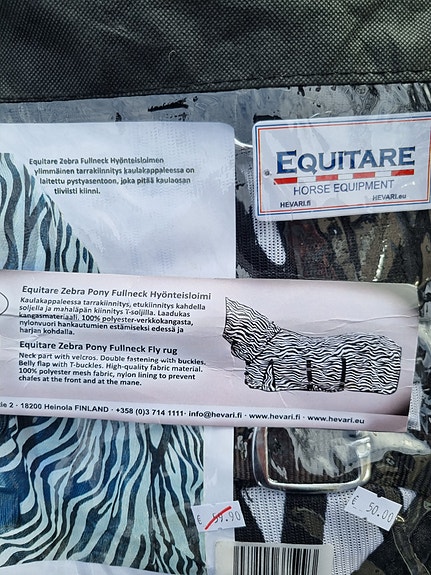 Equitare Zebra Fullneck Hyönteisloimen
ylimmäinen tarrakiinnitys kaulakappaleessa on
laitettu pystyasentoon, joka pitää kaulaosan
tiiviisti kiinni.
EQUITARE
HORSE EQUIPMENT
HEVARI.fi HEVARI.eu
Equitare Zebra Pony Fullneck Hyönteisloimi
Kaulakappaleessa tarrakiinnitys, etukiinnitys kahdella
soljella ja mahaläpän kiinnitys T-soljilla. Laadukas
kangasmateriaali. 100% polyester-verkkokangasta,
nylonvuori hankautumien estämiseksi edessä ja
harjan kohdalla.
Equitare Zebra Pony Fullneck Fly rug
Neck part with velcros. Double fastening with buckles.
Belly flap with T-buckles. High-quality fabric material.
100% polyester mesh fabric, nylon lining to prevent
chafes at the front and at the mane.
tie 2 · 18200 Heinola FINLAND · +358 (0)3 714 1111 · info@hevari.fi · www.hevari.fi · www.hevari.eu
€ 59.90
€ 50.00